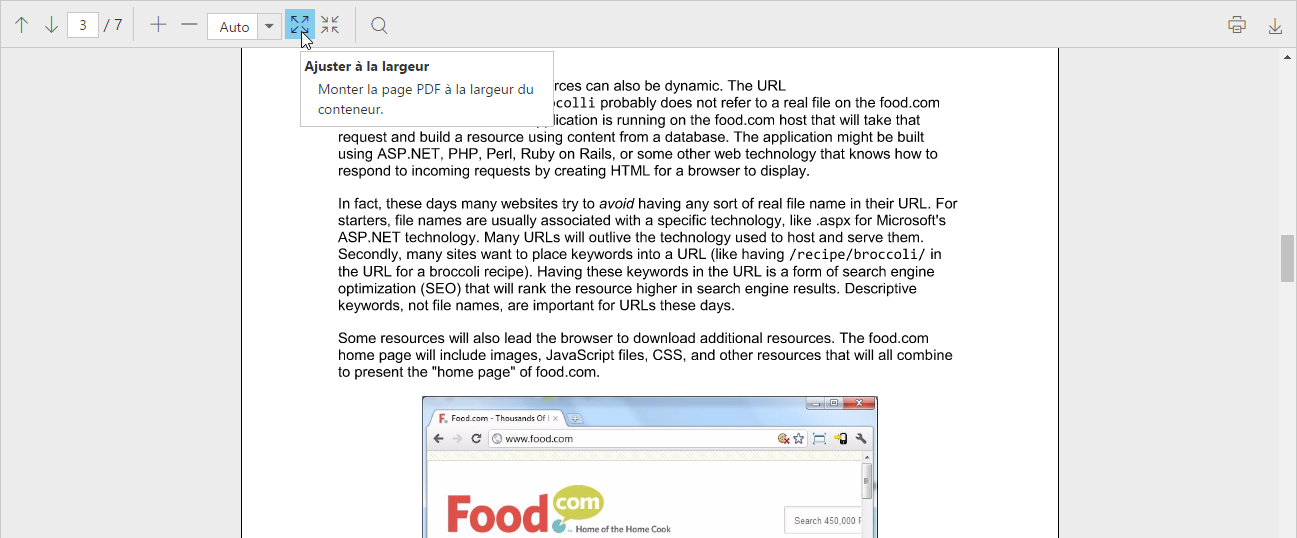 3 / 7 Auto
Ajuster à la largeur
Monter la page PDF à la largeur du
conteneur.
rces can also be dynamic. The URL
colli probably does not refer to a real file on the food.com
plication is running on the food.com host that will take that
request and build a resource using content from a database. The application might be built
using ASP.NET, PHP, Perl, Ruby on Rails, or some other web technology that knows how to
respond to incoming requests by creating HTML for a browser to display.
In fact, these days many websites try to avoid having any sort of real file name in their URL. For
starters, file names are usually associated with a specific technology, like .aspx for Microsoft's
ASP.NET technology. Many URLs will outlive the technology used to host and serve them.
Secondly, many sites want to place keywords into a URL (like having /recipe/broccoli/ in
the URL for a broccoli recipe). Having these keywords in the URL is a form of search engine
optimization (SEO) that will rank the resource higher in search engine results. Descriptive
keywords, not file names, are important for URLs these days.
Some resources will also lead the browser to download additional resources. The food.com
home page will include images, JavaScript files, CSS, and other resources that will all combine
to present the "home page" of food.com.
Food.com - Thousands Of
www.food.com
Food.com
Home of the Home Cook
Search 450,000